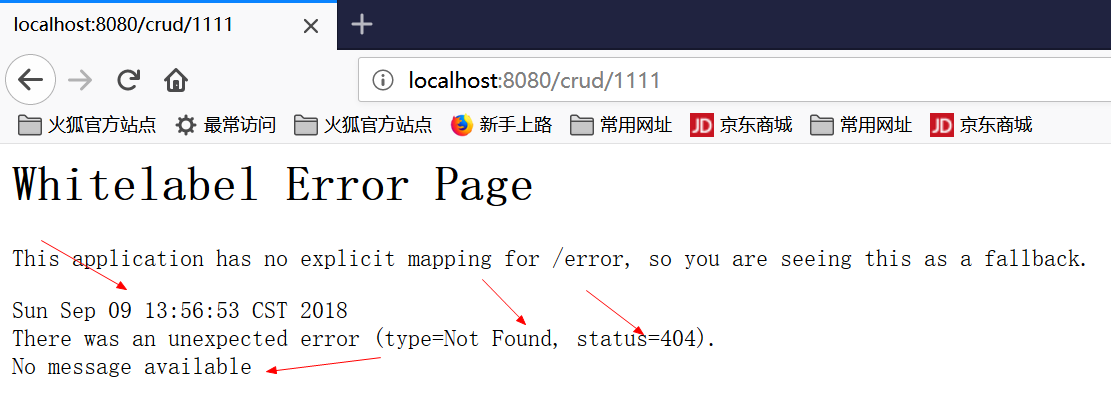 localhost:8080/crud/1111
localhost:8080/crud/1111
火狐官方站点 最常访问 火狐官方站点 新手上路 常用网址 JD 京东商城 常用网址 JD 京东商城
Whitelabel Error Page
This application has no explicit mapping for /error, so you are seeing this as a fallback.
Sun Sep 09 13:56:53 CST 2018
There was an unexpected error (type=Not Found, status=404).
No message available